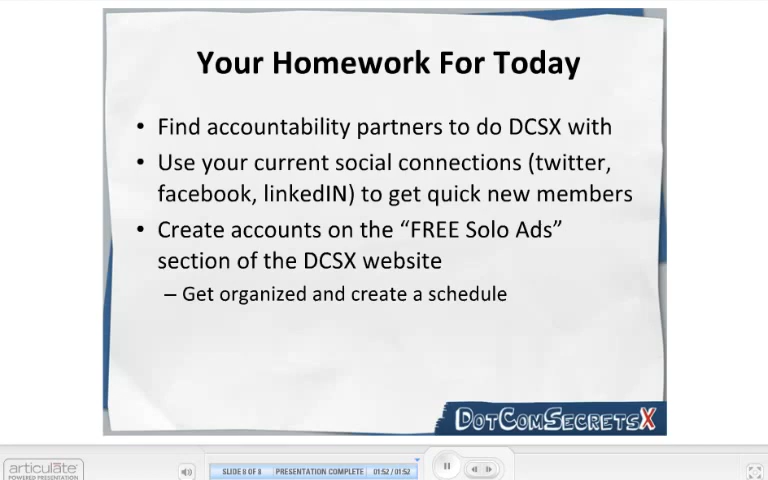 Your Homework For Today
• Find accountability partners to do DCSX with
• Use your current social connections (twitter,
facebook, linkedIN) to get quick new members
• Create accounts on the “FREE Solo Ads”
section of the DCSX website
– Get organized and create a schedule
DotComSecretsX
articulate
POWERED PRESENTATION
SLIDE 8 OF 8 PRESENTATION COMPLETE 01:52 / 01:52